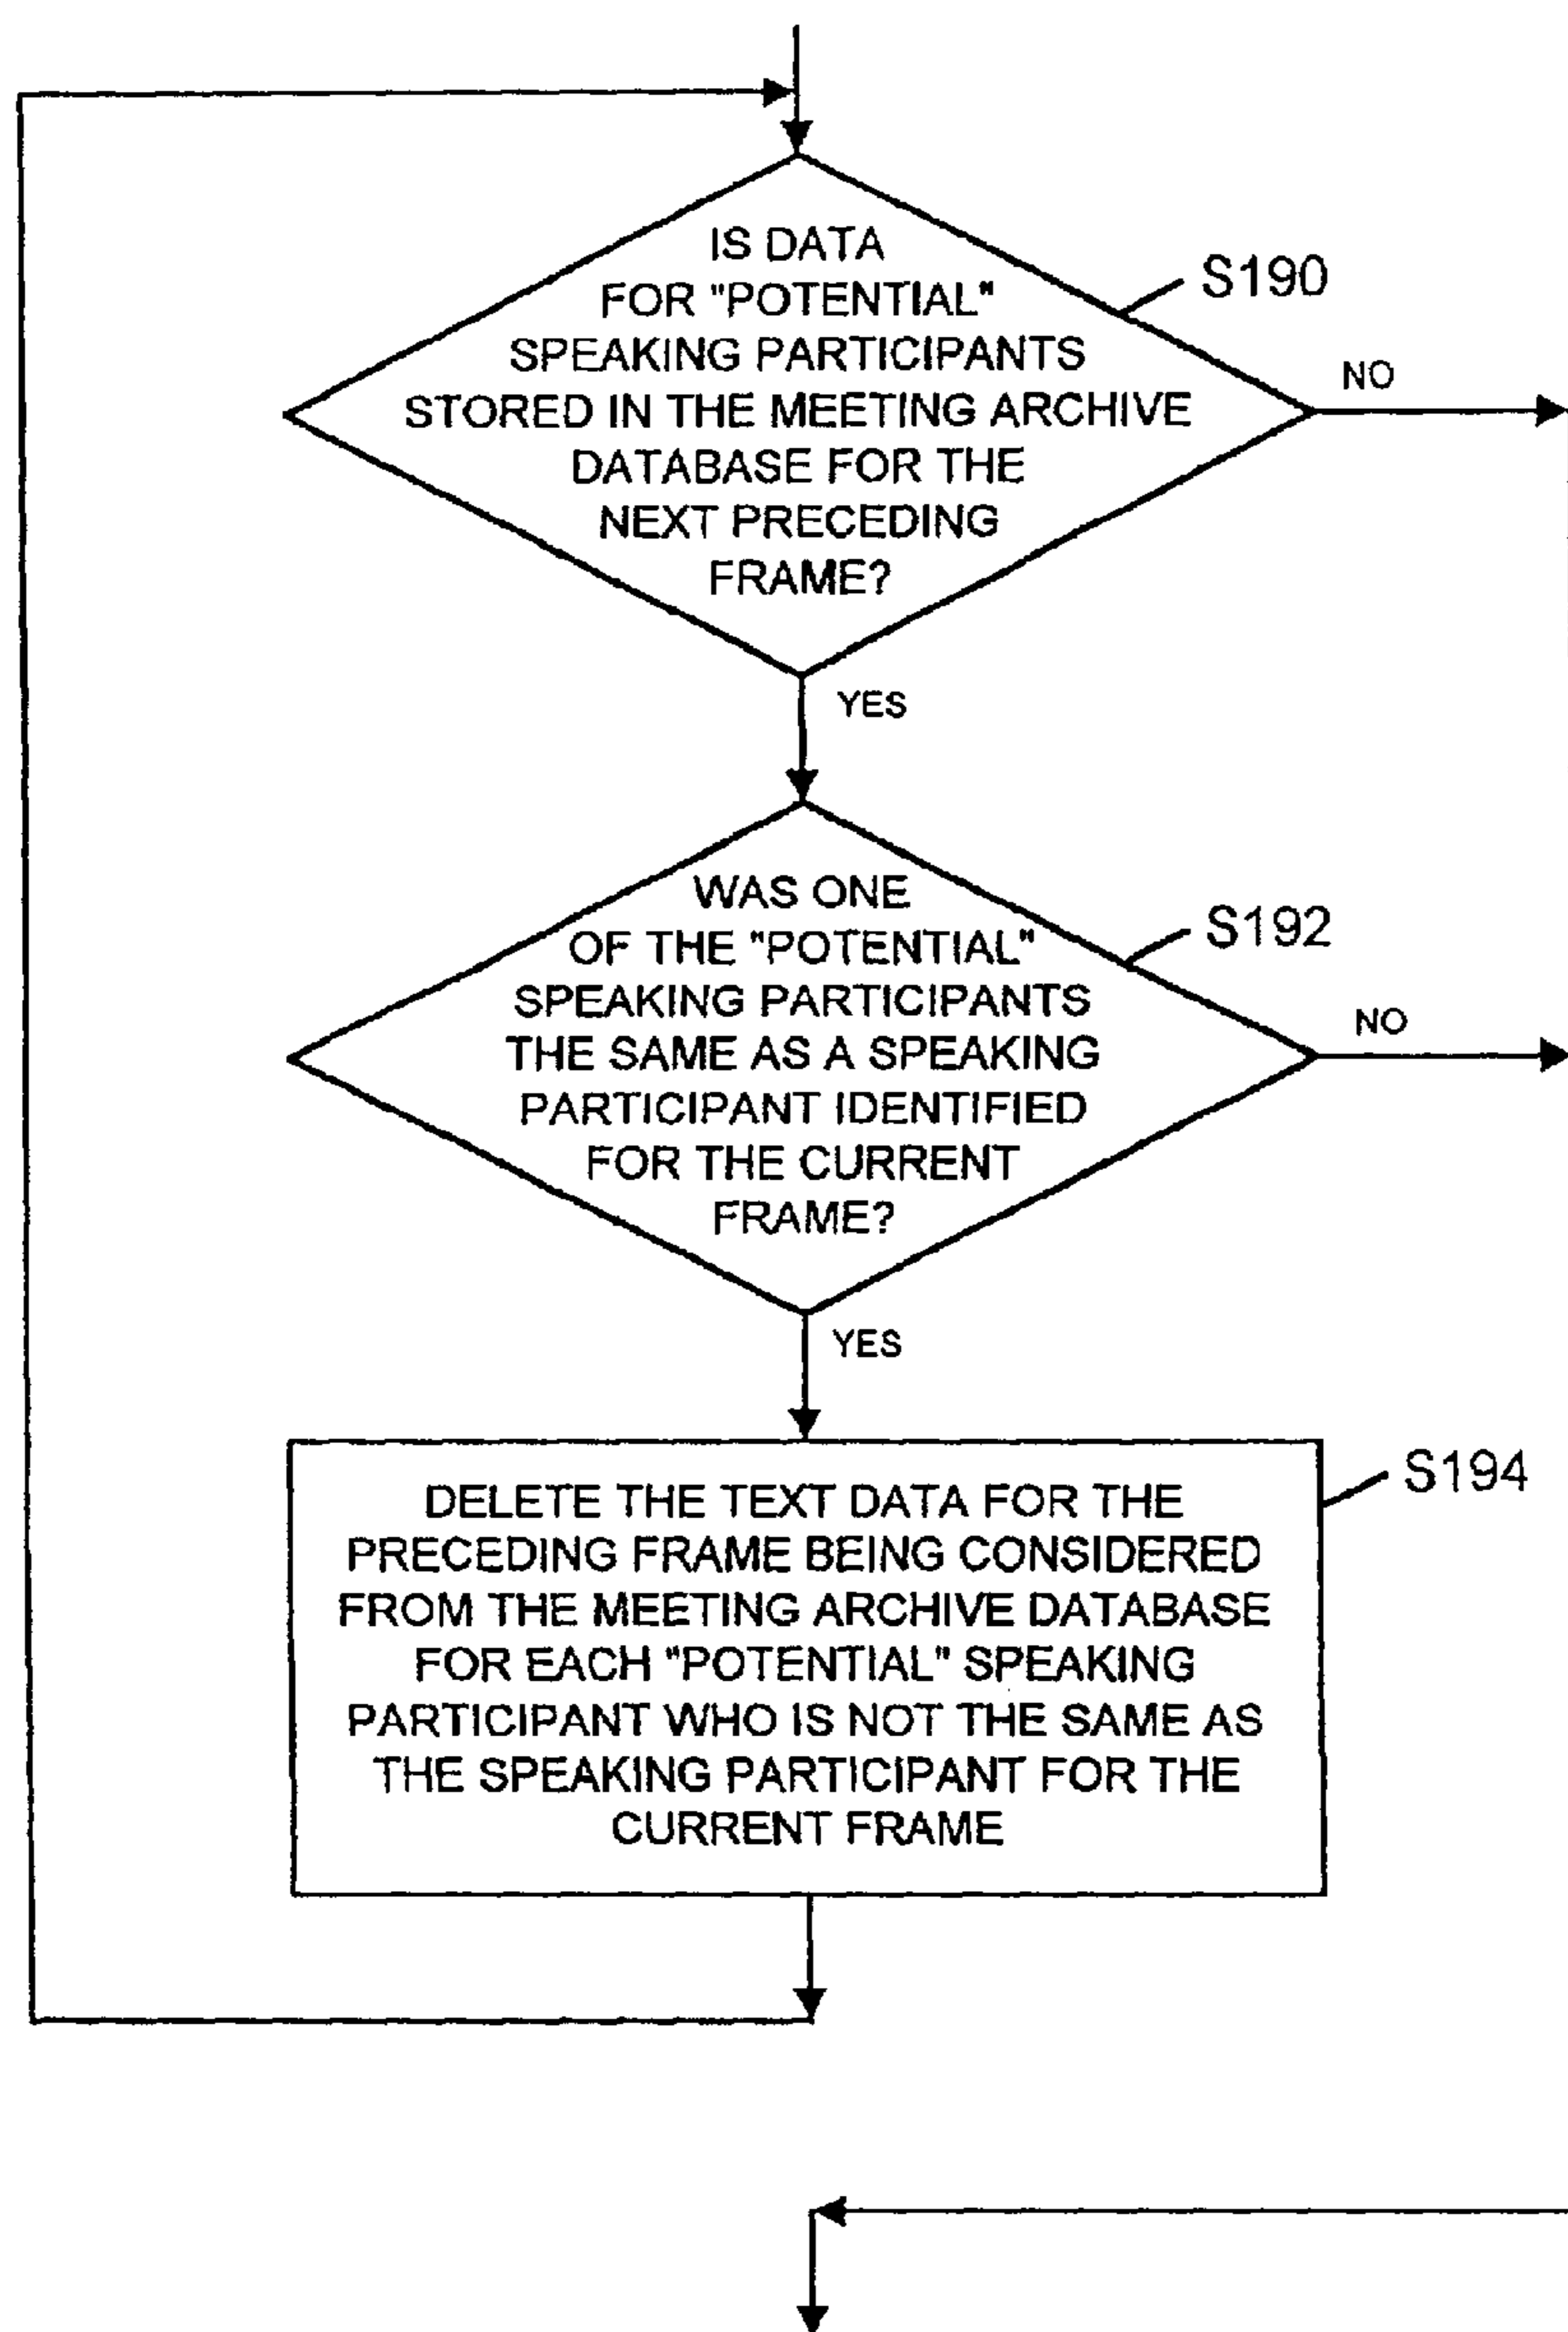 IS DATA
FOR "POTENTIAL"
SPEAKING PARTICIPANTS
STORED IN THE MEETING ARCHIVE
DATABASE FOR THE
NEXT PRECEDING
FRAME?
S190
NO
YES
WAS ONE
OF THE "POTENTIAL"
SPEAKING PARTICIPANTS
THE SAME AS A SPEAKING
PARTICIPANT IDENTIFIED
FOR THE CURRENT
FRAME?
S192
NO
YES
DELETE THE TEXT DATA FOR THE
PRECEDING FRAME BEING CONSIDERED
FROM THE MEETING ARCHIVE DATABASE
FOR EACH "POTENTIAL" SPEAKING
PARTICIPANT WHO IS NOT THE SAME AS
THE SPEAKING PARTICIPANT FOR THE
CURRENT FRAME
S194